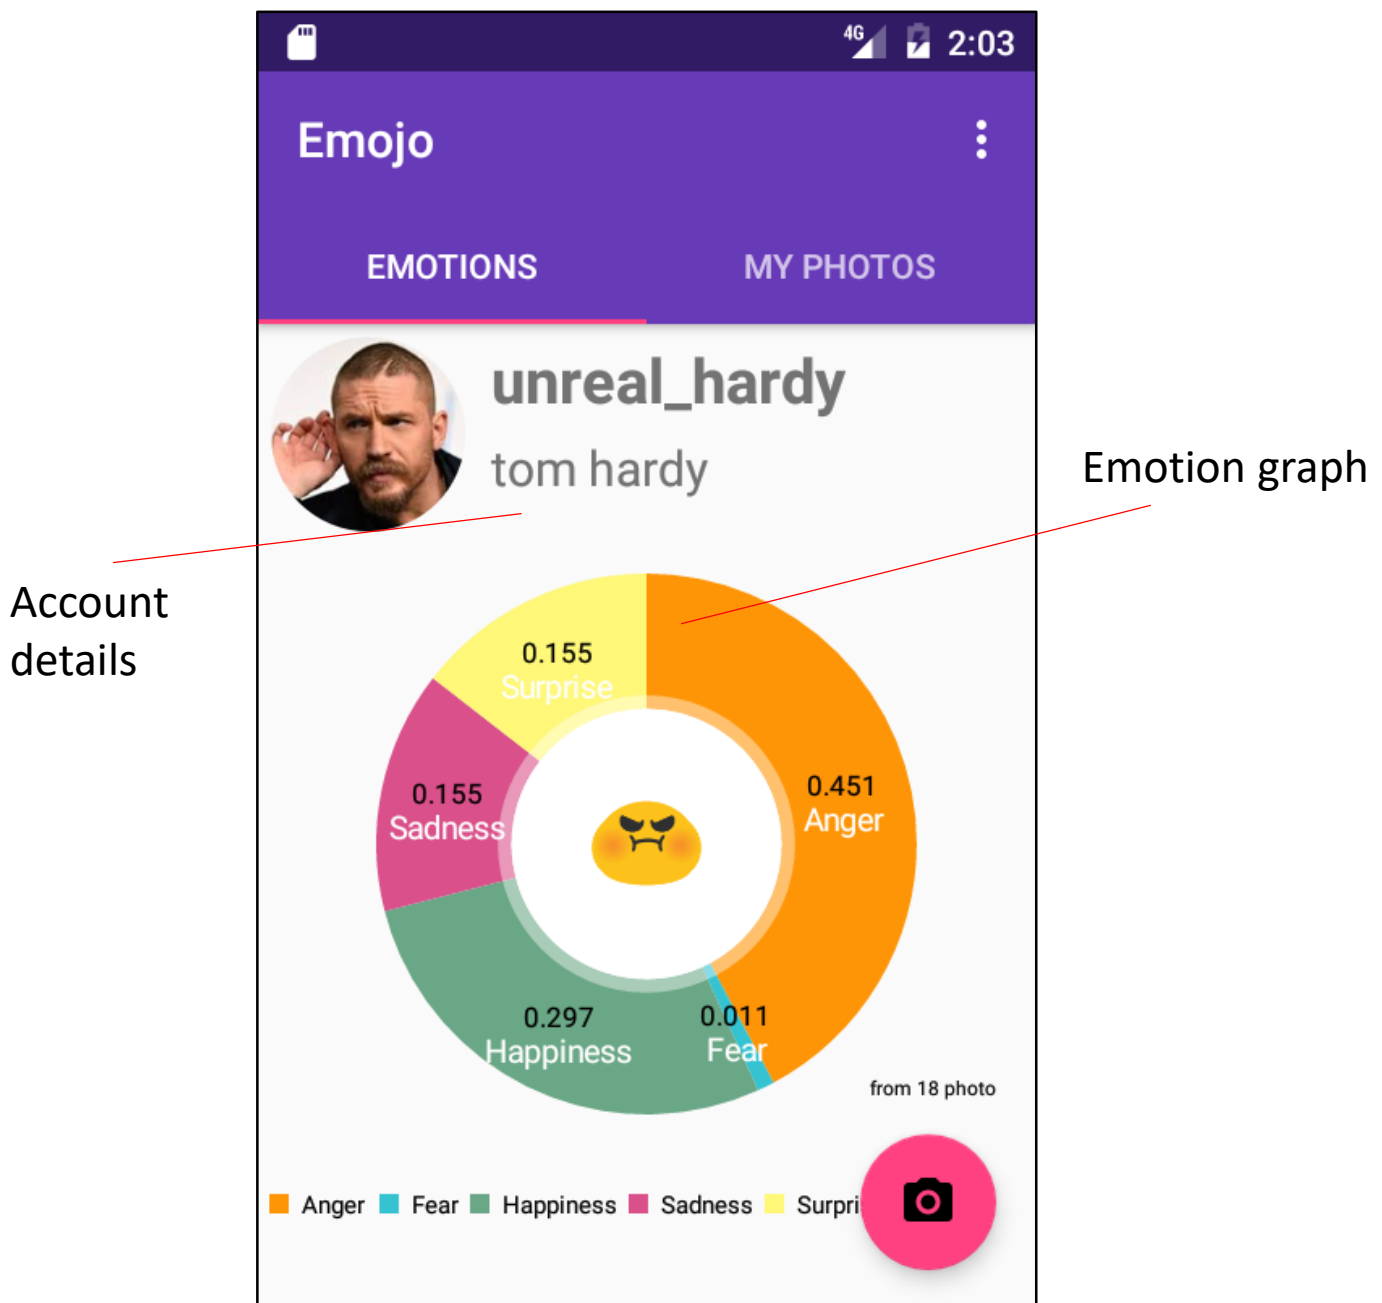 4G 2:03
Emojo
EMOTIONS MY PHOTOS
unreal_hardy
tom hardy
Emotion graph
Account
details
0.155
Surprise
0.451
Anger
0.155
Sadness
0.297
Happiness
0.011
Fear
from 18 photo
Anger Fear Happiness Sadness Surpri